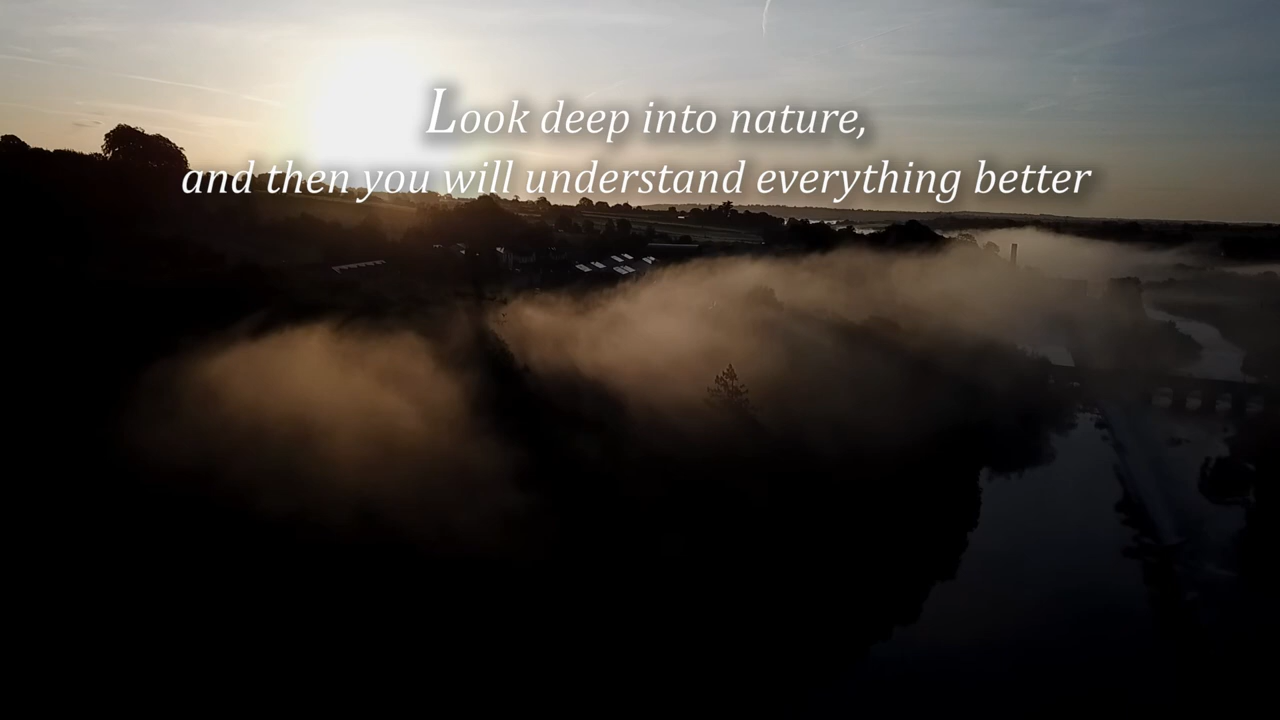 Look deep into nature,
and then you will understand everything better